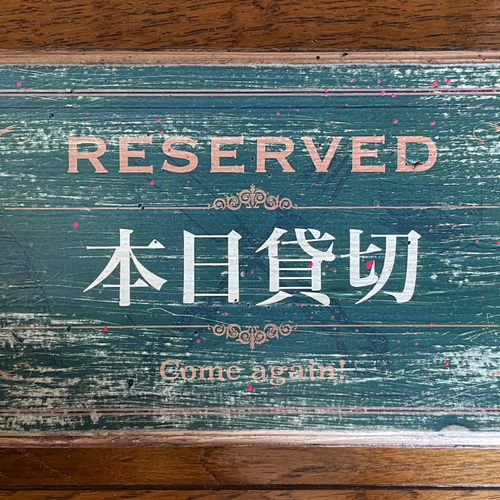 RESERVED
本日貸切
Come again!